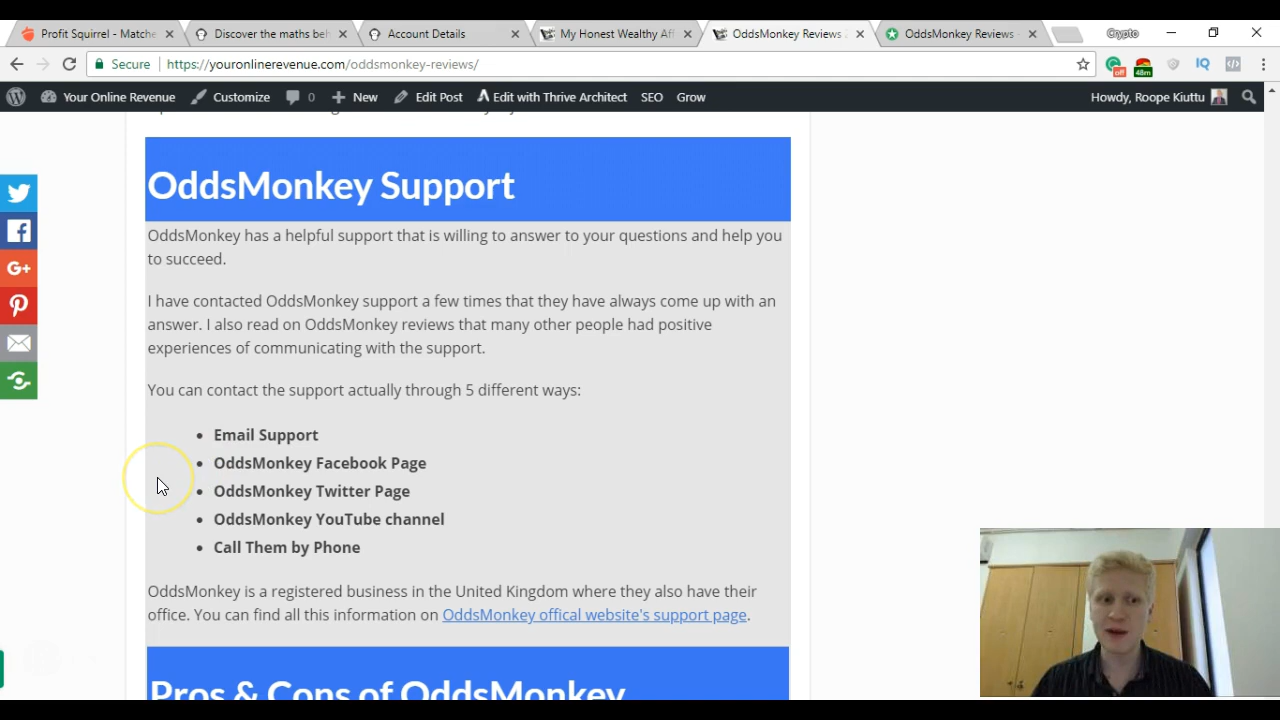 Profit Squirrel - Matche
Discover the maths beh
Account Details
My Honest Wealthy Aff
OddsMonkey Reviews 2
OddsMonkey Reviews -
Crypto
Secure
https://youronlinerevenue.com/oddsmonkey-reviews/
off
48m
IQ
Your Online Revenue
Customize
0
New
Edit Post
Edit with Thrive Architect
SEO
Grow
Howdy, Roope Kiuttu
OddsMonkey Support
OddsMonkey has a helpful support that is willing to answer to your questions and help you
to succeed.
I have contacted OddsMonkey support a few times that they have always come up with an
answer. I also read on OddsMonkey reviews that many other people had positive
experiences of communicating with the support.
You can contact the support actually through 5 different ways:
• Email Support
• OddsMonkey Facebook Page
• OddsMonkey Twitter Page
• OddsMonkey YouTube channel
• Call Them by Phone
OddsMonkey is a registered business in the United Kingdom where they also have their
office. You can find all this information on OddsMonkey offical website's support page.
Pros & Cons of OddsMonkey